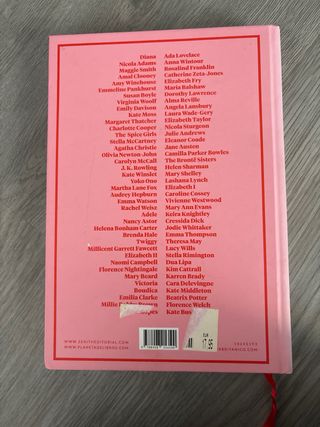 Diana
Nicola Adams
Maggie Smith
Amal Clooney
Amy Winehouse
Emmeline Pankhurst
Susan Boyle
Virginia Woolf
Emily Davison
Kate Moss
Margaret Thatcher
Charlotte Cooper
The Spice Girls
Stella McCartney
Agatha Christie
Olivia Newton-John
Carolyn McCall
J. K. Rowling
Kate Winslet
Yoko Ono
Martha Lane Fox
Audrey Hepburn
Emma Watson
Rachel Weisz
Adele
Nancy Astor
Helena Bonham Carter
Brenda Hale
Twiggy
Millicent Garrett Fawcett
Elizabeth II
Naomi Campbell
Florence Nightingale
Mary Beard
Victoria
Boudica
Emilia Clarke
Millie Brown
Ada Lovelace
Anna Wintour
Rosalind Franklin
Catherine Zeta-Jones
Elizabeth Fry
Maria Balshaw
Dorothy Lawrence
Alma Reville
Angela Lansbury
Laura Wade-Gery
Elizabeth Taylor
Nicola Sturgeon
Julie Andrews
Eleanor Coade
Jane Austen
Camilla Parker Bowles
The Brontë Sisters
Helen Sharman
Mary Shelley
Lashana Lynch
Elizabeth I
Caroline Cossey
Vivienne Westwood
Mary Ann Evans
Keira Knightley
Cressida Dick
Jodie Whittaker
Emma Thompson
Theresa May
Lucy Wills
Stella Rimington
Dua Lipa
Kim Cattrall
Karren Brady
Cara Delevingne
Kate Middleton
Beatrix Potter
Florence Welch
Kate Bus
WWW.ZENITHEDITORIAL.COM
WWW.PLANETADELIBROS.COM
EUR
17.95